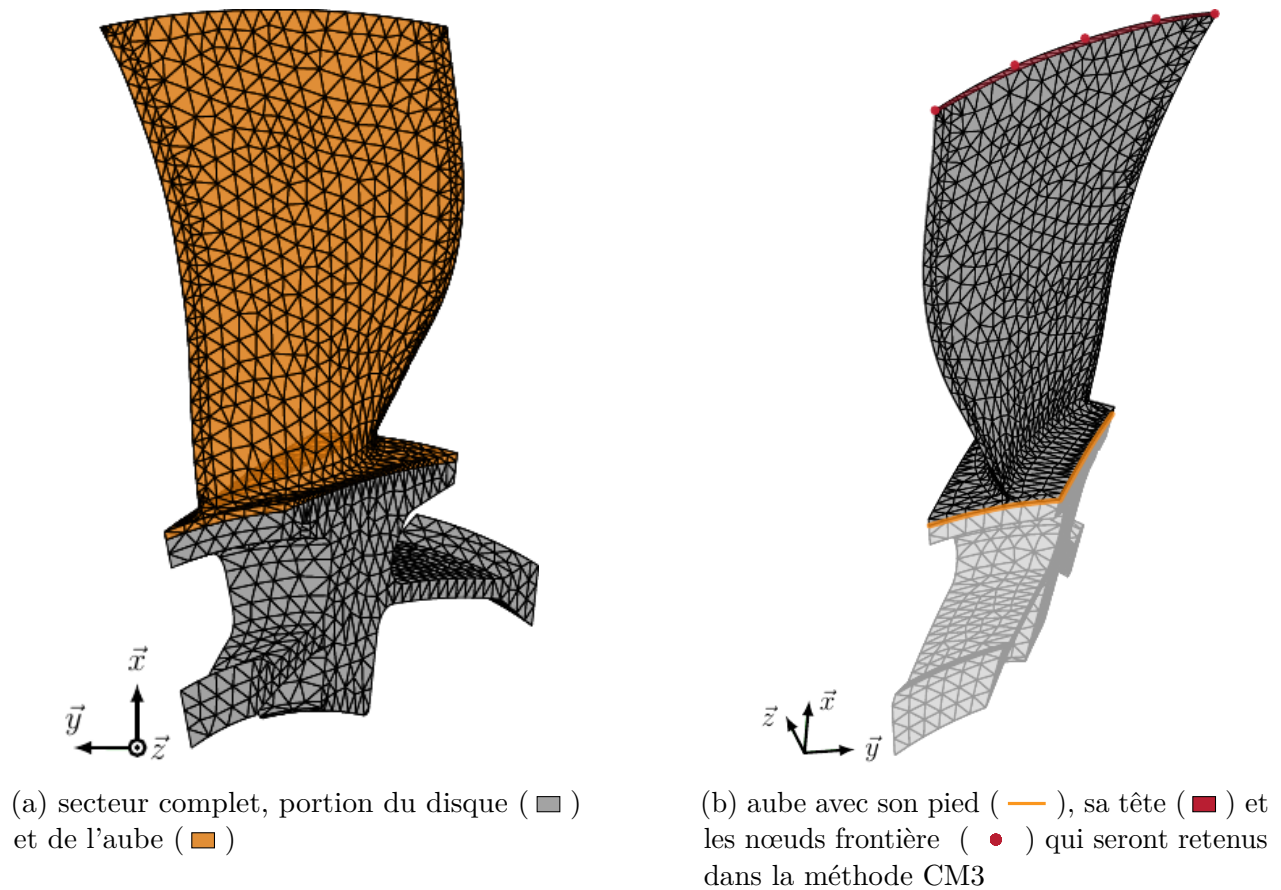 x⃗
y⃗
z⃗
z⃗
x⃗
y⃗
(a) secteur complet, portion du disque ( )
et de l'aube ( )
(b) aube avec son pied ( ), sa tête ( ) et
les nœuds frontière ( ) qui seront retenus
dans la méthode CM3